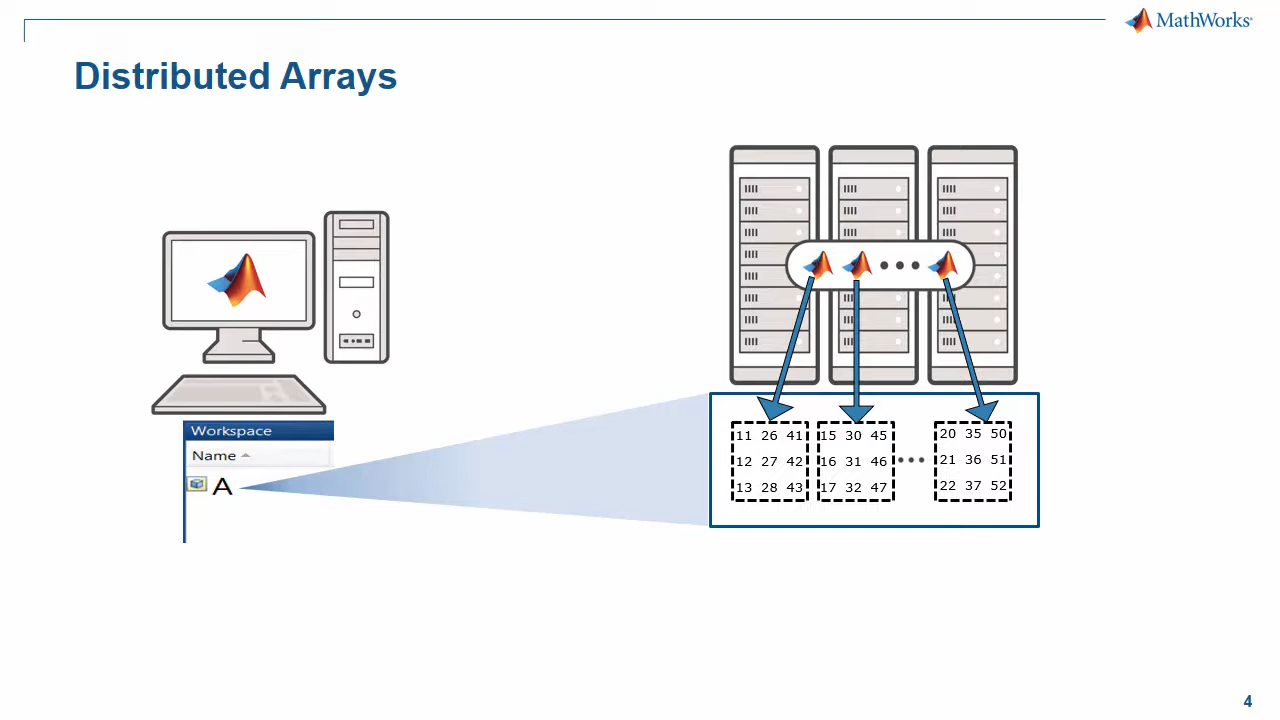 MathWorks®
Distributed Arrays
Workspace
Name
A
11 26 41
12 27 42
13 28 43
15 30 45
16 31 46
17 32 47
20 35 50
21 36 51
22 37 52
4